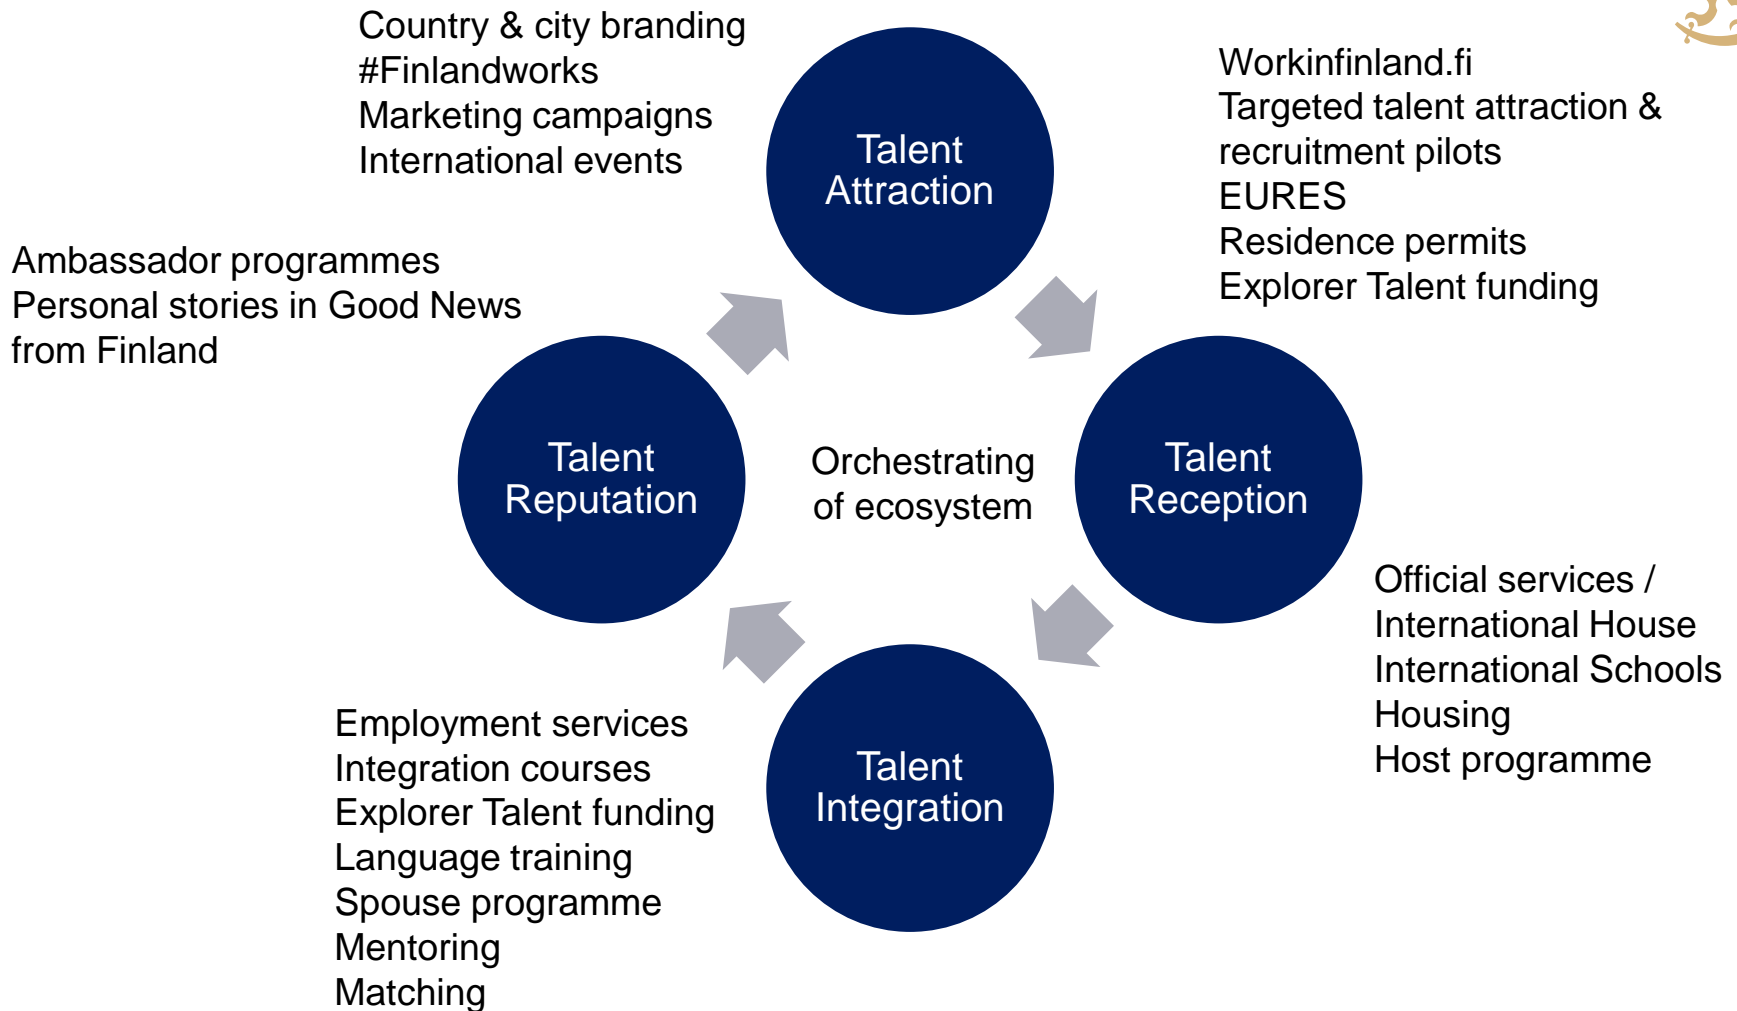 Country & city branding
#Finlandworks
Marketing campaigns
International events
Talent
Attraction
Workinfinland.fi
Targeted talent attraction &
recruitment pilots
EURES
Residence permits
Explorer Talent funding
Ambassador programmes
Personal stories in Good News
from Finland
Talent
Reputation
Orchestrating
of ecosystem
Talent
Reception
Official services /
International House
International Schools
Housing
Host programme
Talent
Integration
Employment services
Integration courses
Explorer Talent funding
Language training
Spouse programme
Mentoring
Matching